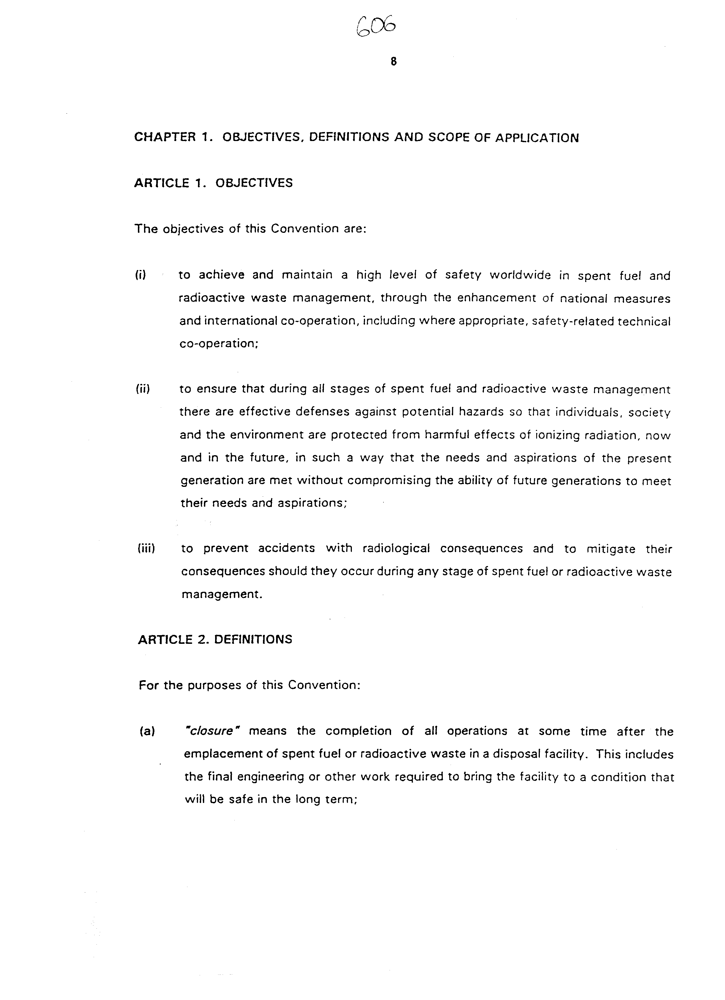 606
8
CHAPTER 1. OBJECTIVES, DEFINITIONS AND SCOPE OF APPLICATION
ARTICLE 1. OBJECTIVES
The objectives of this Convention are:
(i) to achieve and maintain a high level of safety worldwide in spent fuel and
radioactive waste management, through the enhancement of national measures
and international co-operation, including where appropriate, safety-related technical
co-operation;
(ii) to ensure that during all stages of spent fuel and radioactive waste management
there are effective defenses against potential hazards so that individuals, society
and the environment are protected from harmful effects of ionizing radiation, now
and in the future, in such a way that the needs and aspirations of the present
generation are met without compromising the ability of future generations to meet
their needs and aspirations;
(iii) to prevent accidents with radiological consequences and to mitigate their
consequences should they occur during any stage of spent fuel or radioactive waste
management.
ARTICLE 2. DEFINITIONS
For the purposes of this Convention:
(a) "closure" means the completion of all operations at some time after the
emplacement of spent fuel or radioactive waste in a disposal facility. This includes
the final engineering or other work required to bring the facility to a condition that
will be safe in the long term;